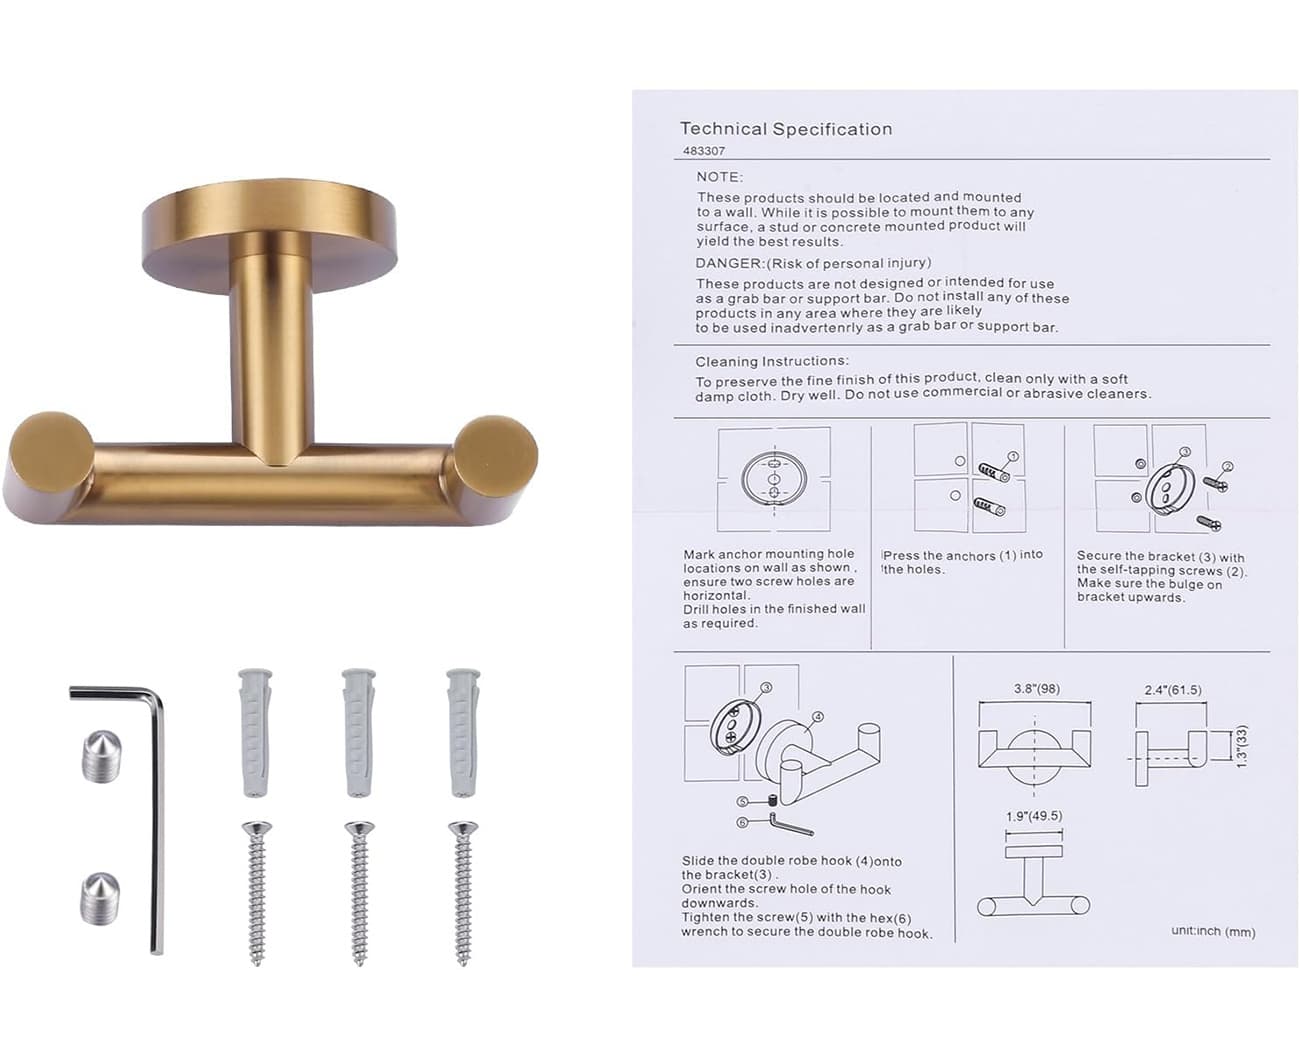 Technical Specification
483307
NOTE:
These products should be located and mounted
to a wall. While it is possible to mount them to any
surface, a stud or concrete mounted product will
yield the best results.
DANGER:(Risk of personal injury)
These products are not designed or intended for use
as a grab bar or support bar. Do not install any of these
products in any area where they are likely
to be used inadvertenrly as a grab bar or support bar.
Cleaning Instructions:
To preserve the fine finish of this product, clean only with a soft
damp cloth. Dry well. Do not use commercial or abrasive cleaners.
1
3
2
Mark anchor mounting hole
locations on wall as shown ,
ensure two screw holes are
horizontal.
Drill holes in the finished wall
as required.
Press the anchors (1) into
the holes.
Secure the bracket (3) with
the self-tapping screws (2).
Make sure the bulge on
bracket upwards.
3
4
5
6
Slide the double robe hook (4)onto
the bracket(3) .
Orient the screw hole of the hook
downwards.
Tighten the screw(5) with the hex(6)
wrench to secure the double robe hook.
3.8"(98)
2.4"(61.5)
1.3"(33)
1.9"(49.5)
unit:inch (mm)